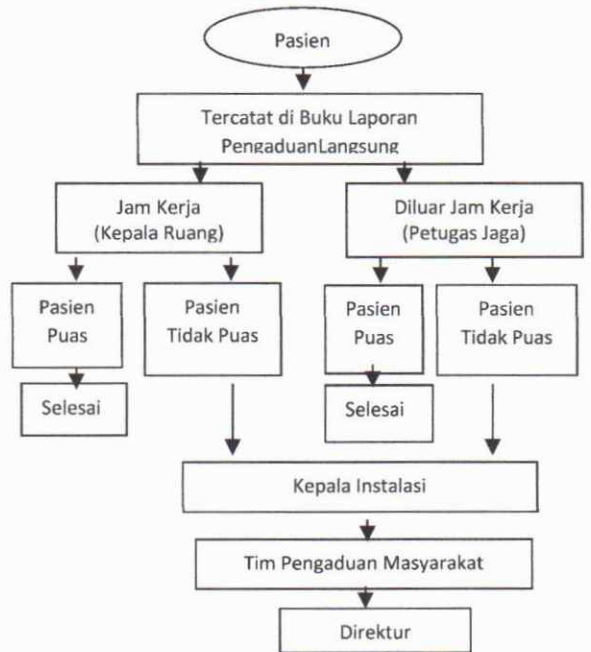 Pasien
Tercatat di Buku Laporan
PengaduanLangsung
Jam Kerja
(Kepala Ruang)
Diluar Jam Kerja
(Petugas Jaga)
Pasien
Puas
Pasien
Tidak Puas
Pasien
Puas
Pasien
Tidak Puas
Selesai
Selesai
Kepala Instalasi
Tim Pengaduan Masyarakat
Direktur